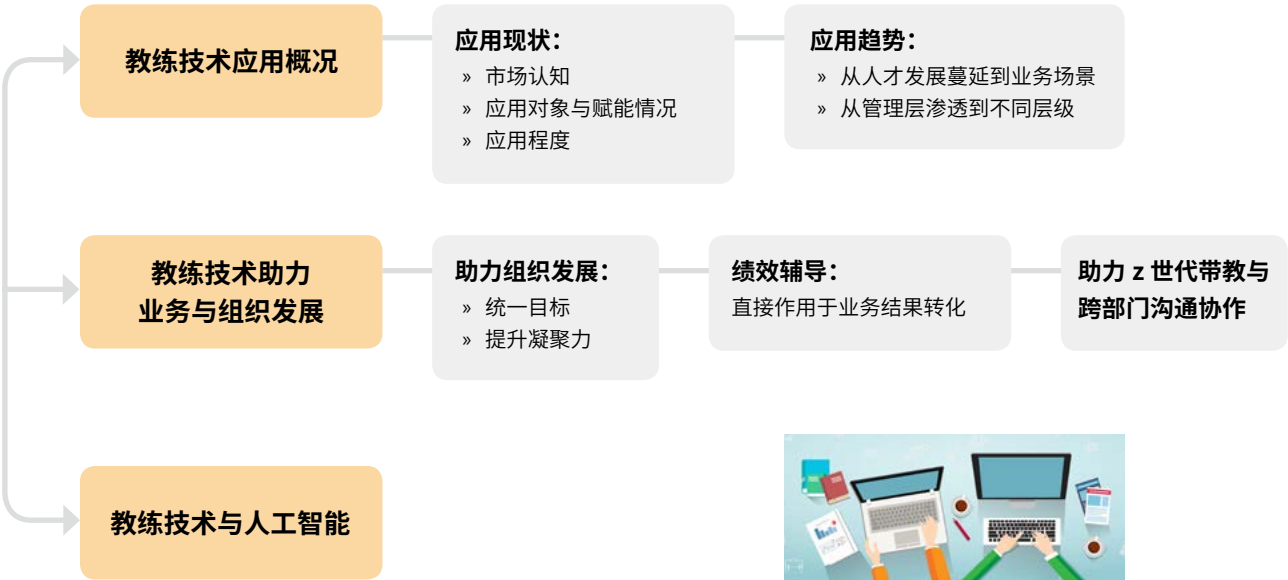 教练技术应用概况
应用现状：
» 市场认知
» 应用对象与赋能情况
» 应用程度
应用趋势：
» 从人才发展蔓延到业务场景
» 从管理层渗透到不同层级
教练技术助力
业务与组织发展
助力组织发展：
» 统一目标
» 提升凝聚力
绩效辅导：
直接作用于业务结果转化
助力 z 世代带教与
跨部门沟通协作
教练技术与人工智能